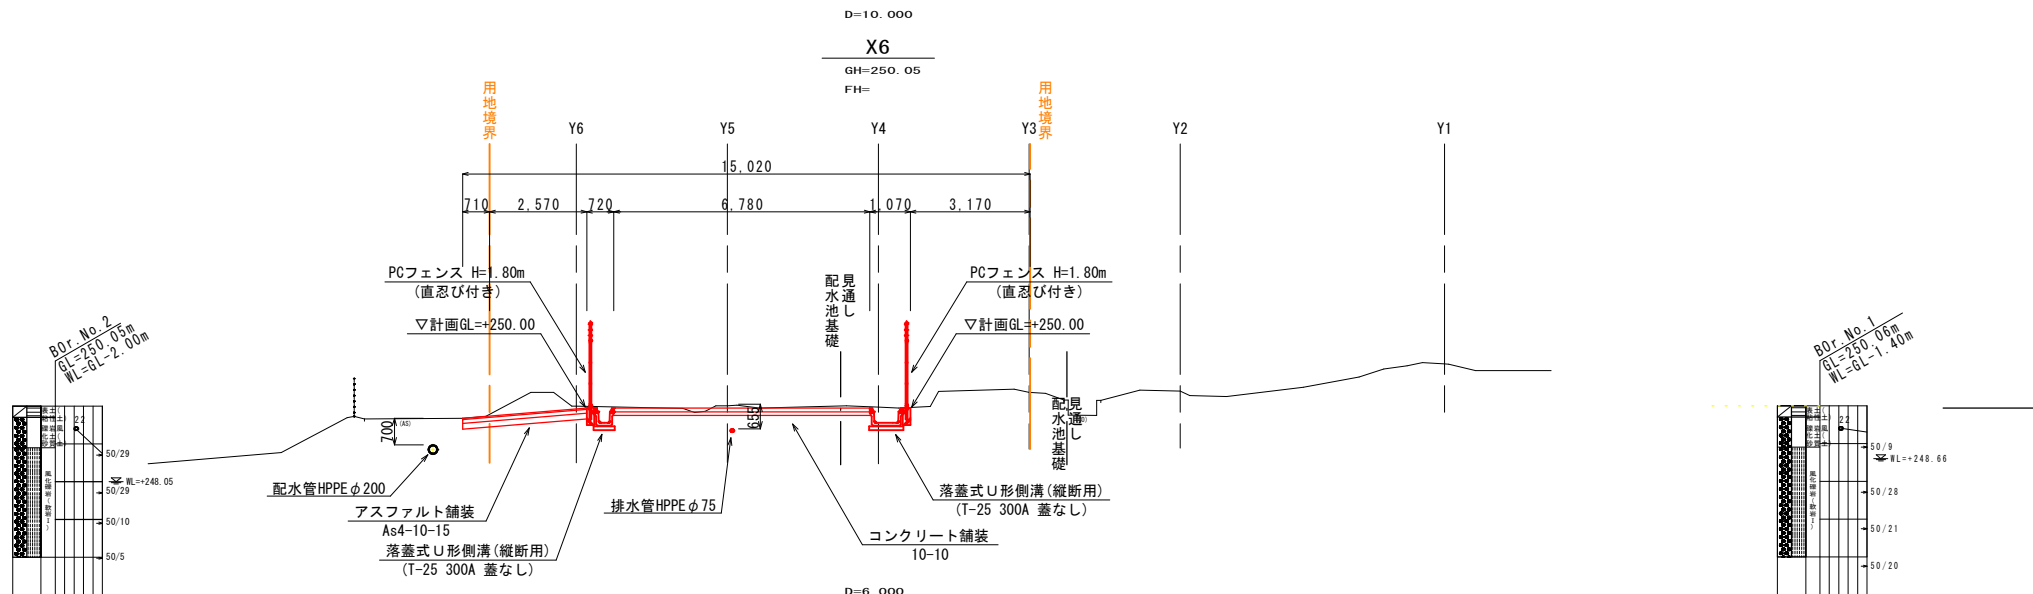 D=10.000
X6
GH=250.05
FH=
用地境界
用地境界
Y6
Y5
Y4
Y3
Y2
Y1
15,020
710
2,570
720
6,780
1,070
3,170
PCフェンス H=1.80m
(直忍び付き)
見通し
配水池基礎
PCフェンス H=1.80m
(直忍び付き)
▽計画GL=+250.00
▽計画GL=+250.00
BOr.No.2
GL=250.05m
WL=GL-2.00m
BOr.No.1
GL=250.06m
WL=GL-1.40m
700
(AS)
655
見通し
配水池基礎
2.2
50/29
WL=+248.05
50/29
50/10
50/5
2.2
50/9
WL=+248.66
50/28
50/21
50/20
配水管HPPEφ200
アスファルト舗装
As4-10-15
落蓋式U形側溝(縦断用)
(T-25 300A 蓋なし)
排水管HPPEφ75
コンクリート舗装
10-10
落蓋式U形側溝(縦断用)
(T-25 300A 蓋なし)
D=6.000